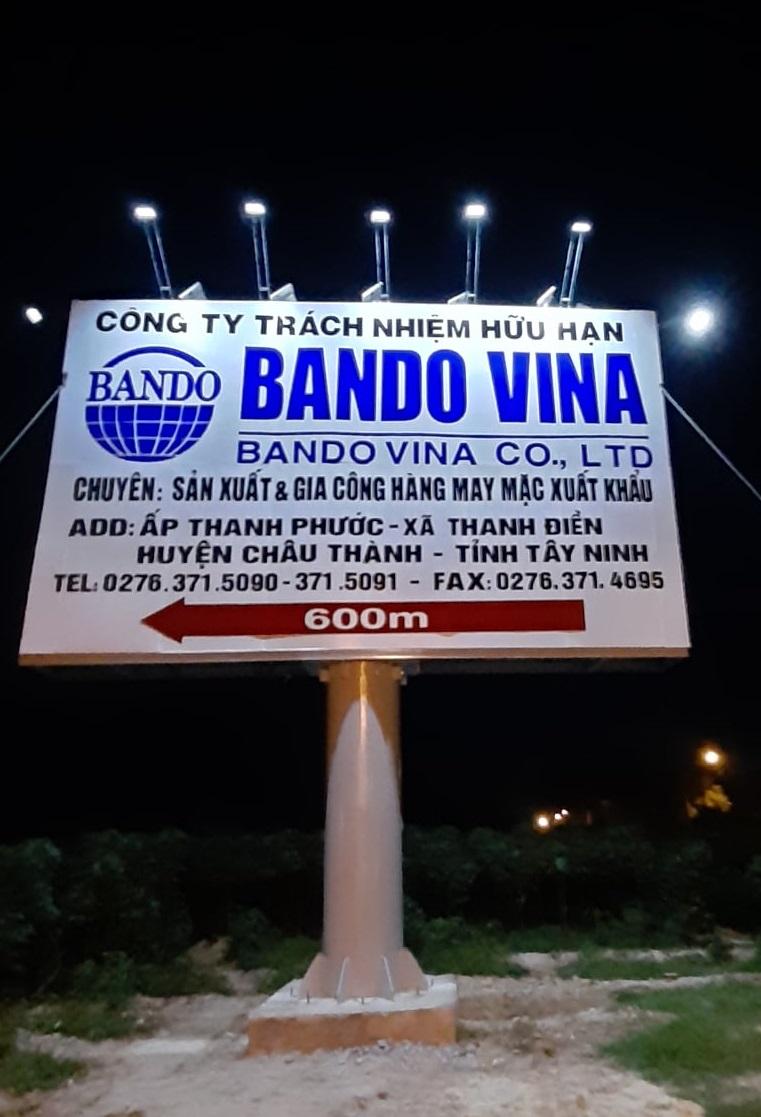 CÔNG TY TRÁCH NHIỆM HỮU HẠN
BANDO
BANDO VINA
BANDO VINA CO., LTD
CHUYÊN: SẢN XUẤT & GIA CÔNG HÀNG MAY MẶC XUẤT KHẨU
ADD: ẤP THANH PHƯỚC - XÃ THANH ĐIỀN
HUYỆN CHÂU THÀNH - TỈNH TÂY NINH
TEL: 0276.371.5090 - 371.5091 - FAX: 0276.371.4695
600m